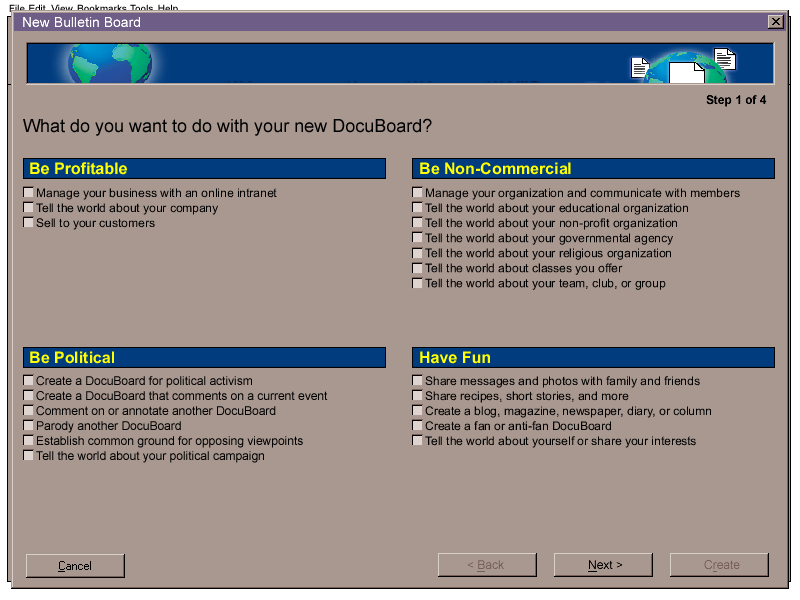 File Edit View Bookmarks Tools Help
New Bulletin Board
Step 1 of 4
What do you want to do with your new DocuBoard?
Be Profitable
Manage your business with an online intranet
Tell the world about your company
Sell to your customers
Be Non-Commercial
Manage your organization and communicate with members
Tell the world about your educational organization
Tell the world about your non-profit organization
Tell the world about your governmental agency
Tell the world about your religious organization
Tell the world about classes you offer
Tell the world about your team, club, or group
Be Political
Create a DocuBoard for political activism
Create a DocuBoard that comments on a current event
Comment on or annotate another DocuBoard
Parody another DocuBoard
Establish common ground for opposing viewpoints
Tell the world about your political campaign
Have Fun
Share messages and photos with family and friends
Share recipes, short stories, and more
Create a blog, magazine, newspaper, diary, or column
Create a fan or anti-fan DocuBoard
Tell the world about yourself or share your interests
Cancel
< Back
Next >
Create